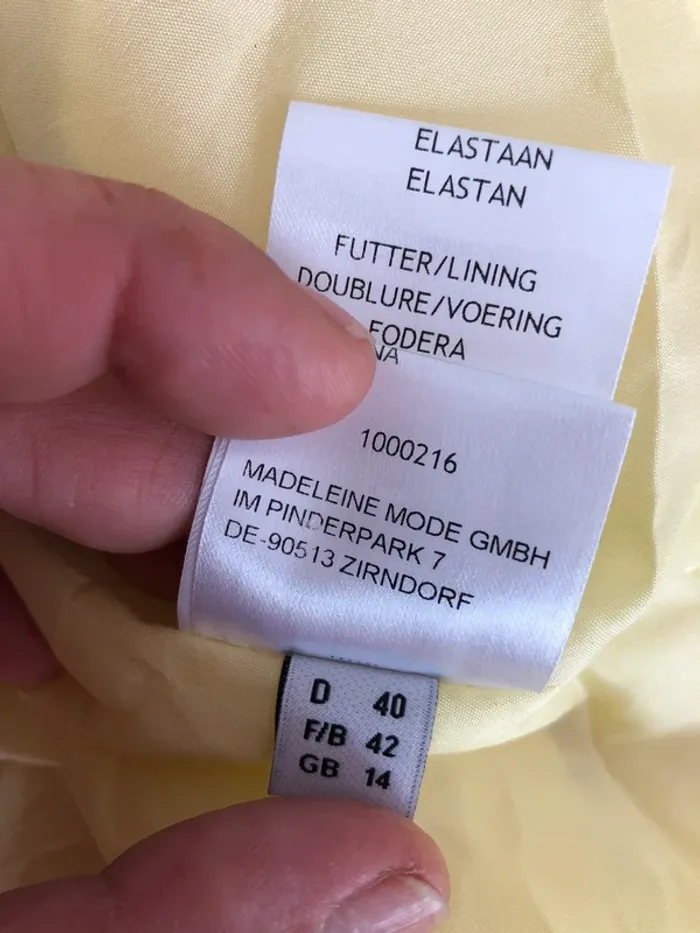 ELASTAAN
ELASTAN
FUTTER/LINING
DOUBLURE/VOERING
FODERA
NA
1000216
MADELEINE MODE GMBH
IM PINDERPARK 7
DE-90513 ZIRNDORF
D 40
F/B 42
GB 14